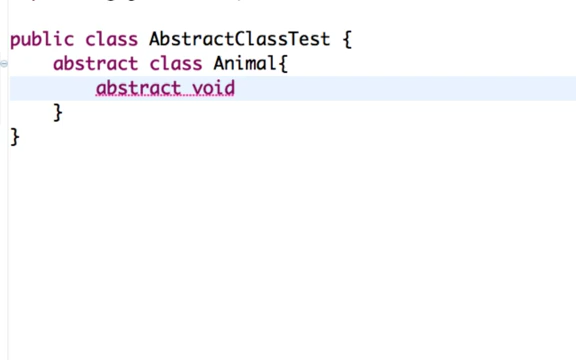 public class AbstractClassTest {
abstract class Animal{
abstract void
}
}